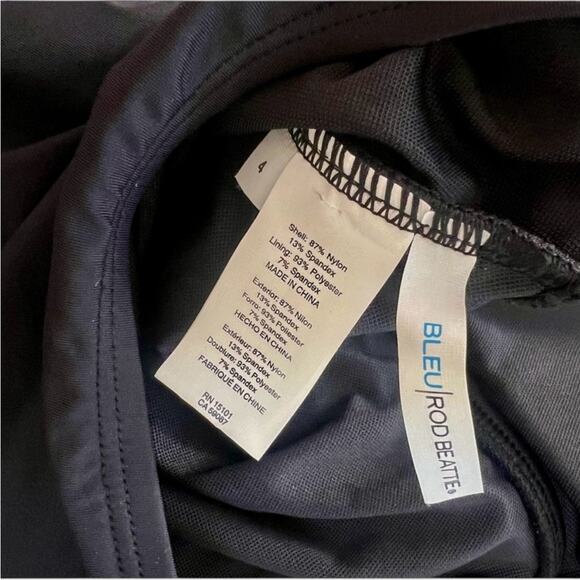 4
Shell: 87% Nylon
13% Spandex
Lining: 93% Polyester
7% Spandex
MADE IN CHINA
Exterior: 87% Nilon
13% Spandex
Forro: 93% Poliester
7% Spandex
HECHO EN CHINA
Extérieur: 87% Nylon
13% Spandex
Doublure: 93% Polyester
7% Spandex
FABRIQUÉ EN CHINE
RN 15101
CA 59087
BLEU|ROD BEATTIE®